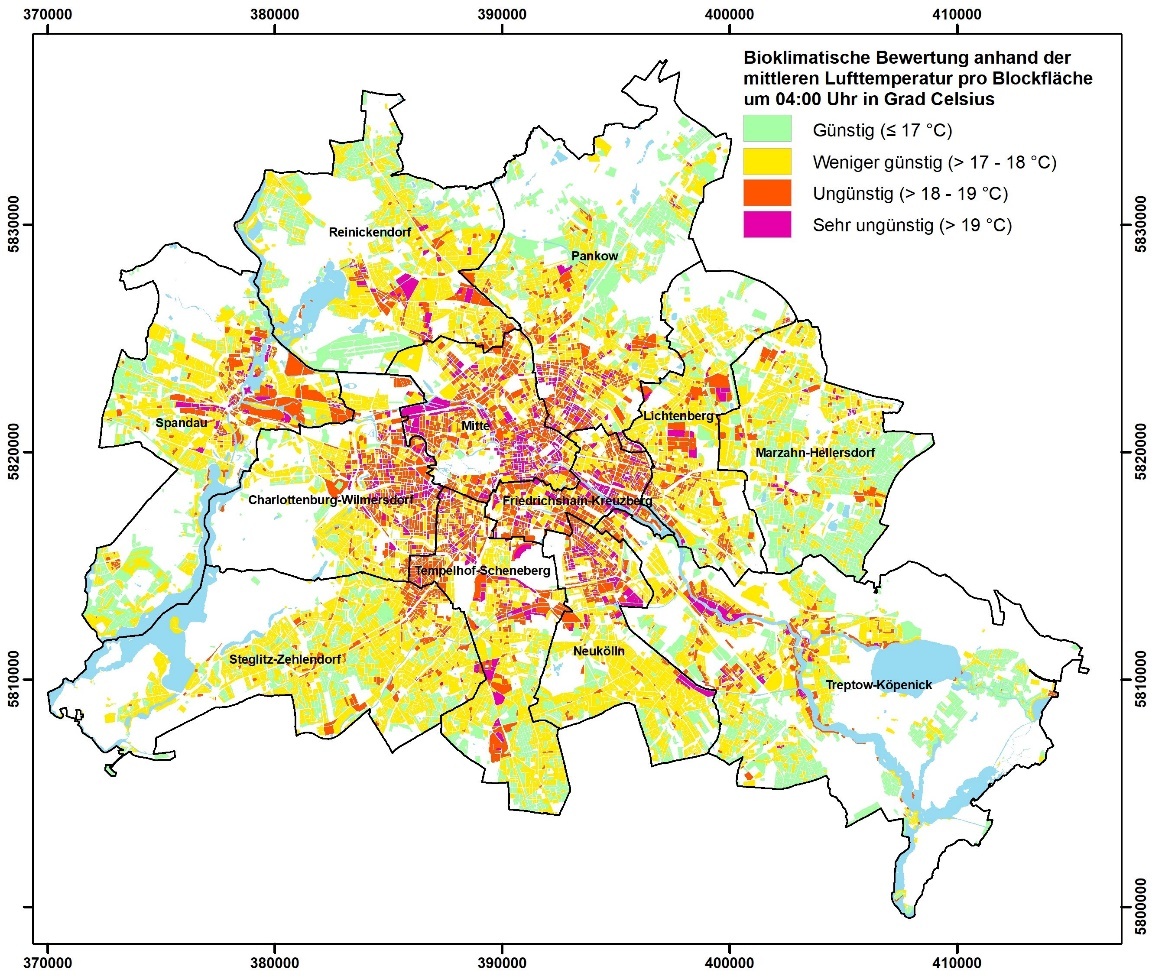 370000 380000 390000 400000 410000
Bioklimatische Bewertung anhand der
mittleren Lufttemperatur pro Blockfläche
um 04:00 Uhr in Grad Celsius
Günstig (≤ 17 °C)
Weniger günstig (> 17 - 18 °C)
Ungünstig (> 18 - 19 °C)
Sehr ungünstig (> 19 °C)
5830000 5830000
Reinickendorf
Pankow
Lichtenberg
Spandau
Mitte
5820000 5820000
Marzahn-Hellersdorf
Charlottenburg-Wilmersdorf
Friedrichshain-Kreuzberg
Tempelhof-Scheneberg
Neukölln
Steglitz-Zehlendorf
5810000 5810000
Treptow-Köpenick
5800000 5800000
370000 380000 390000 400000 410000